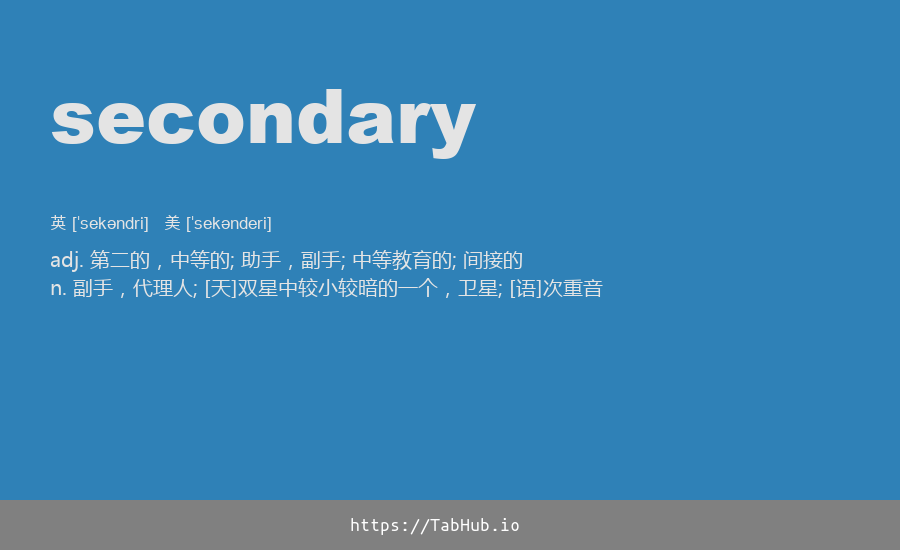 secondary
英 [ˈsekəndri] 美 [ˈsekənderi]
adj. 第二的，中等的; 助手，副手; 中等教育的; 间接的
n. 副手，代理人; [天]双星中较小较暗的一个，卫星; [语]次重音
https://TabHub.io